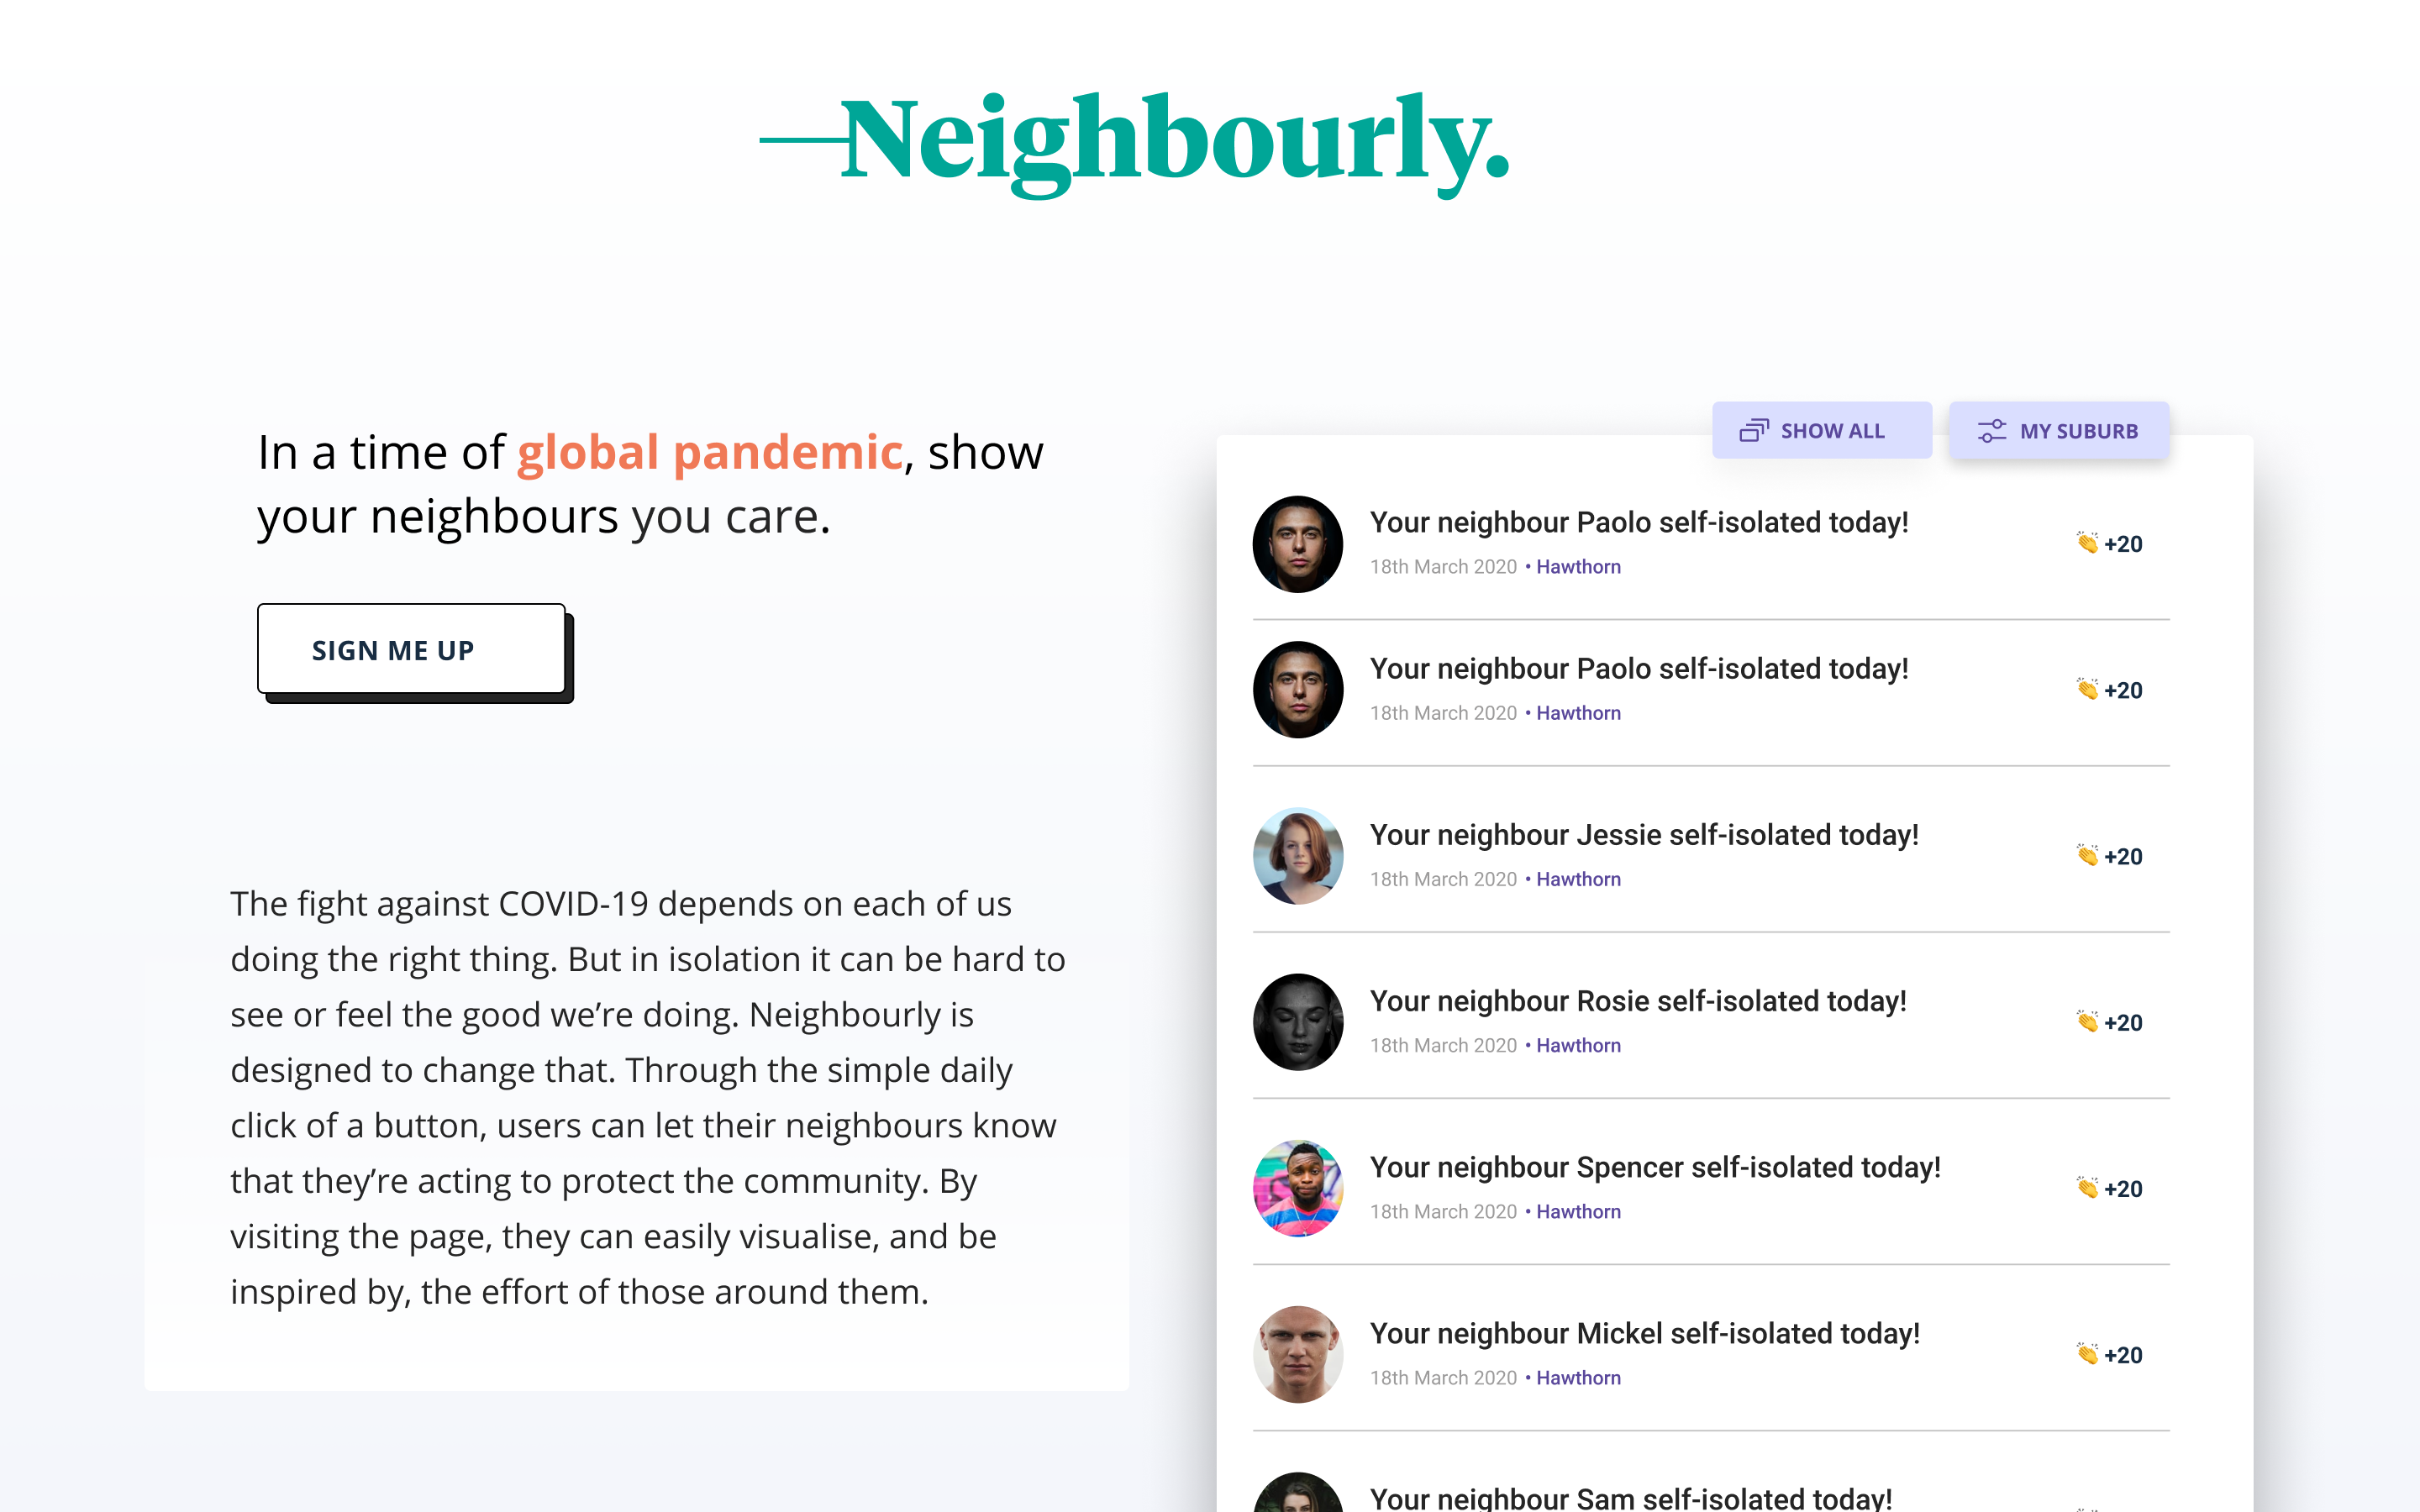 Neighbourly.
In a time of global pandemic, show
your neighbours you care.
SIGN ME UP
The fight against COVID-19 depends on each of us
doing the right thing. But in isolation it can be hard to
see or feel the good we’re doing. Neighbourly is
designed to change that. Through the simple daily
click of a button, users can let their neighbours know
that they’re acting to protect the community. By
visiting the page, they can easily visualise, and be
inspired by, the effort of those around them.
SHOW ALL
MY SUBURB
Your neighbour Paolo self-isolated today!
18th March 2020 • Hawthorn
+20
Your neighbour Paolo self-isolated today!
18th March 2020 • Hawthorn
+20
Your neighbour Jessie self-isolated today!
18th March 2020 • Hawthorn
+20
Your neighbour Rosie self-isolated today!
18th March 2020 • Hawthorn
+20
Your neighbour Spencer self-isolated today!
18th March 2020 • Hawthorn
+20
Your neighbour Mickel self-isolated today!
18th March 2020 • Hawthorn
+20
Your neighbour Sam self-isolated today!